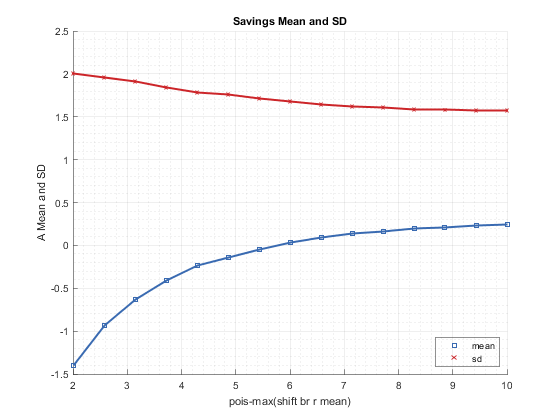 Savings Mean and SD
2.5
2
1.5
1
0.5
0
-0.5
-1
-1.5
A Mean and SD
2 3 4 5 6 7 8 9 10
pois-max(shift br r mean)
mean
sd